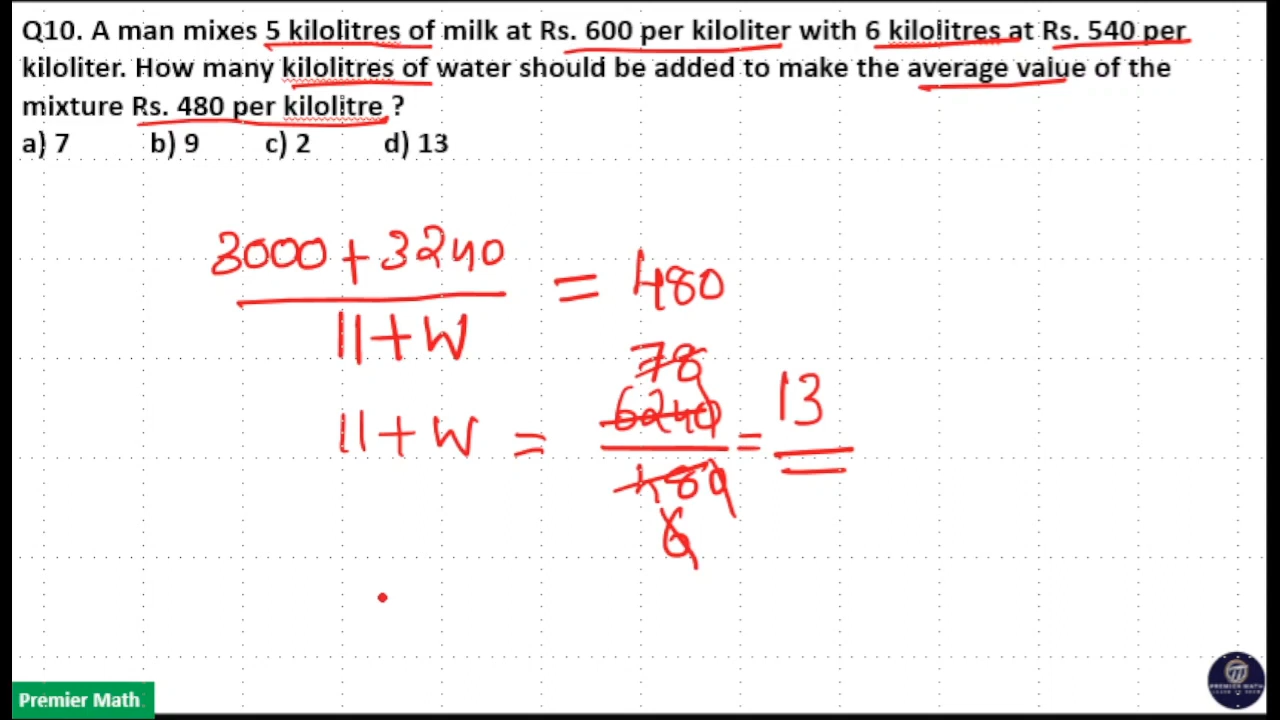 Q10. A man mixes 5 kilolitres of milk at Rs. 600 per kiloliter with 6 kilolitres at Rs. 540 per
kiloliter. How many kilolitres of water should be added to make the average value of the
mixture Rs. 480 per kilolitre ?
a) 7 b) 9 c) 2 d) 13
3000 + 3240
= 480
11 + W
78
11 + W = 6240 = 13
480
6
Premier Math
PREMIER MATH